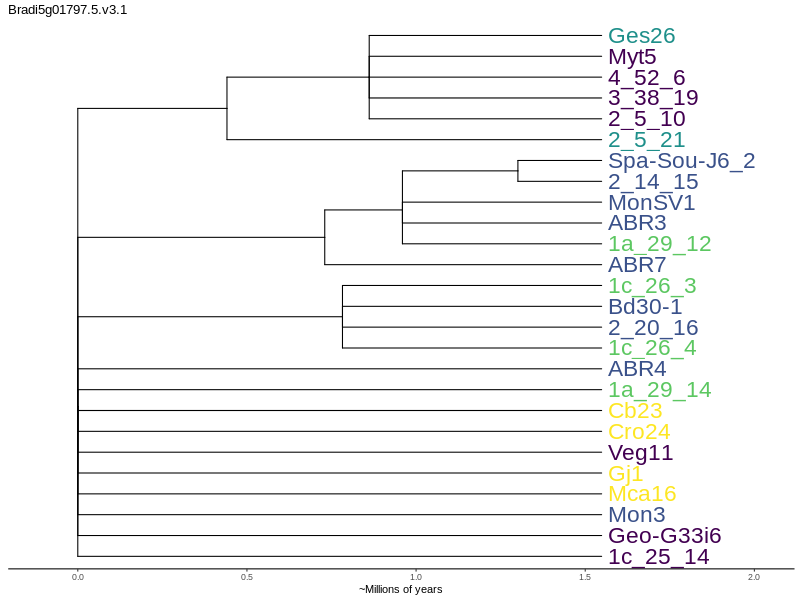 Bradi5g01797.5.v3.1
Ges26
Myt5
4_52_6
3_38_19
2_5_10
2_5_21
Spa-Sou-J6_2
2_14_15
MonSV1
ABR3
1a_29_12
ABR7
1c_26_3
Bd30-1
2_20_16
1c_26_4
ABR4
1a_29_14
Cb23
Cro24
Veg11
Gj1
Mca16
Mon3
Geo-G33i6
1c_25_14
0.0 0.5 1.0 1.5 2.0
~Millions of years